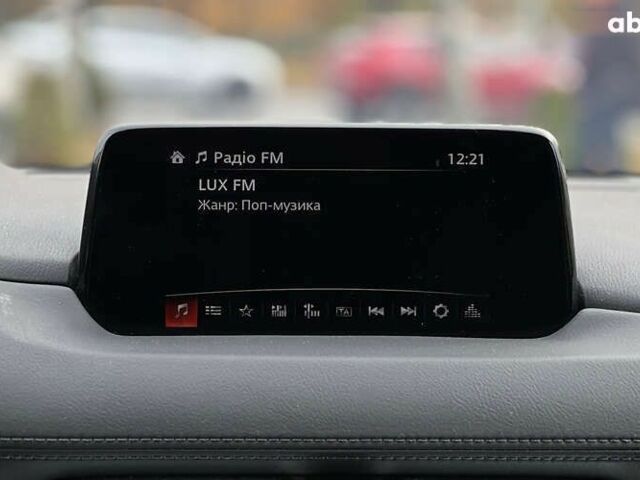 ab
Радіо FM 12:21
LUX FM
Жанр: Поп-музика
TA